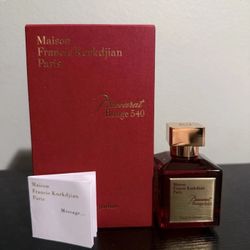 Maison
Francis Kurkdjian
Paris
Baccarat
Rouge 540
Maison
Francis Kurkdjian
Paris
Message...
Maison
Francis Kurkdjian
Paris
Baccarat
Rouge 540